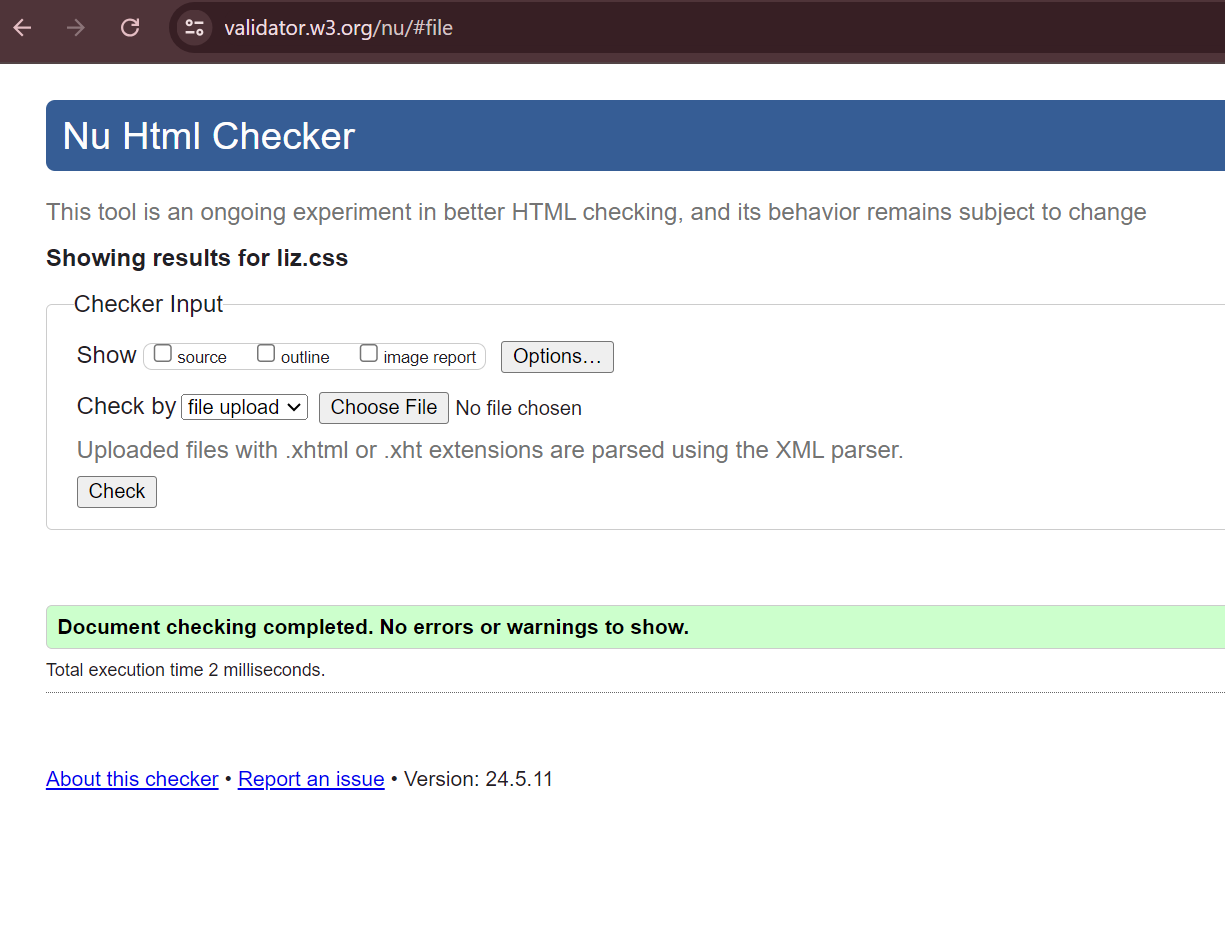 validator.w3.org/nu/#file
Nu Html Checker
This tool is an ongoing experiment in better HTML checking, and its behavior remains subject to change
Showing results for liz.css
Checker Input
Show source outline image report Options…
Check by file upload Choose File No file chosen
Uploaded files with .xhtml or .xht extensions are parsed using the XML parser.
Check
Document checking completed. No errors or warnings to show.
Total execution time 2 milliseconds.
About this checker • Report an issue • Version: 24.5.11